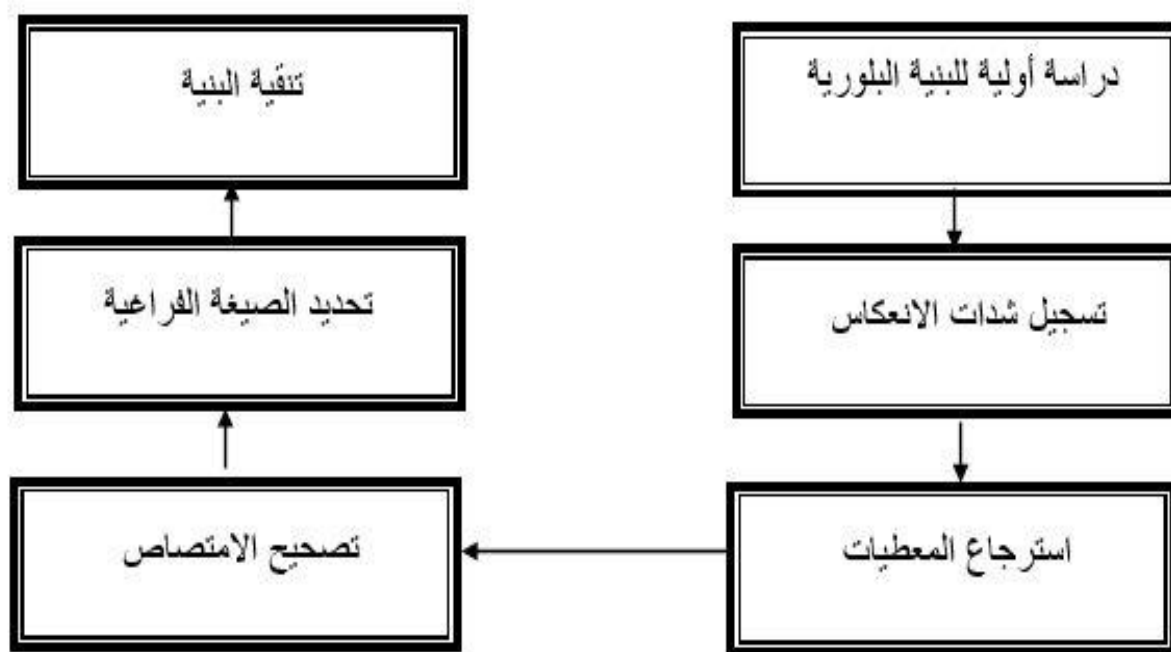 دراسة أولية للبنية البلورية
تسجيل شدات الانعكاس
استرجاع المعطيات
تصحيح الامتصاص
تحديد الصيغة الفراغية
تنقية البنية